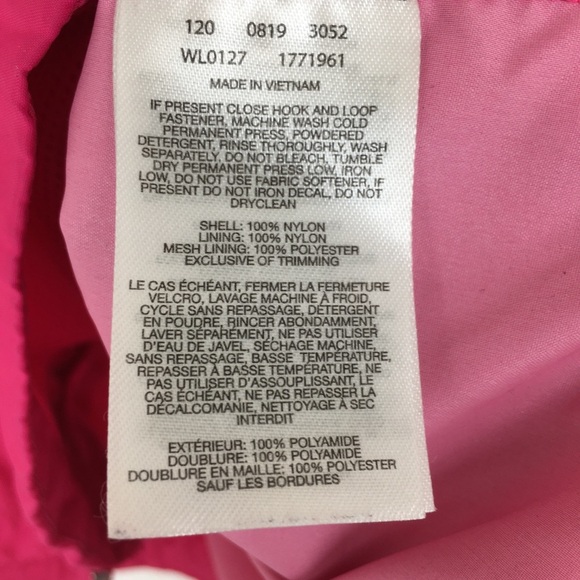 120 0819 3052
WL0127 1771961
MADE IN VIETNAM
IF PRESENT CLOSE HOOK AND LOOP
FASTENER, MACHINE WASH COLD
PERMANENT PRESS, POWDERED
DETERGENT, RINSE THOROUGHLY, WASH
SEPARATELY, DO NOT BLEACH, TUMBLE
DRY PERMANENT PRESS LOW, IRON
LOW, DO NOT USE FABRIC SOFTENER, IF
PRESENT DO NOT IRON DECAL, DO NOT
DRYCLEAN
SHELL: 100% NYLON
LINING: 100% NYLON
MESH LINING: 100% POLYESTER
EXCLUSIVE OF TRIMMING
LE CAS ÉCHÉANT, FERMER LA FERMETURE
VELCRO, LAVAGE MACHINE À FROID,
CYCLE SANS REPASSAGE, DÉTERGENT
EN POUDRE, RINCER ABONDAMMENT,
LAVER SÉPARÉMENT, NE PAS UTILISER
D'EAU DE JAVEL, SÉCHAGE MACHINE,
SANS REPASSAGE, BASSE TEMPÉRATURE,
REPASSER À BASSE TEMPÉRATURE, NE
PAS UTILISER D'ASSOUPLISSANT, LE
CAS ÉCHÉANT, NE PAS REPASSER LA
DÉCALCOMANIE, NETTOYAGE À SEC
INTERDIT
EXTÉRIEUR: 100% POLYAMIDE
DOUBLURE: 100% POLYAMIDE
DOUBLURE EN MAILLE: 100% POLYESTER
SAUF LES BORDURES